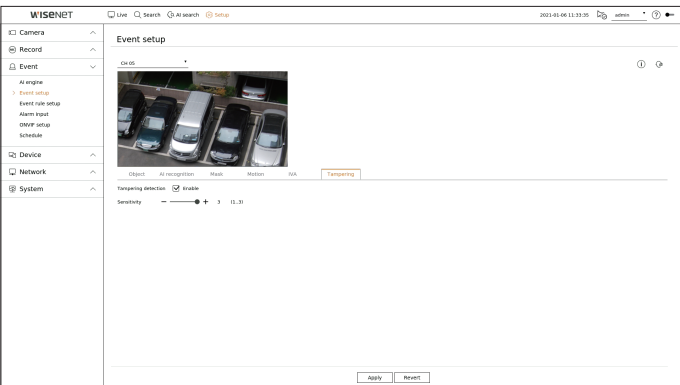 WISENET
Live Search AI search Setup
2021-01-06 11:33:35 admin
Camera
Record
Event
AI engine
Event setup
Event rule setup
Alarm input
ONVIF setup
Schedule
Device
Network
System
Event setup
CH 05
Object AI recognition Mask Motion IVA Tampering
Tampering detection Enable
Sensitivity 3 (1..3)
Apply Revert